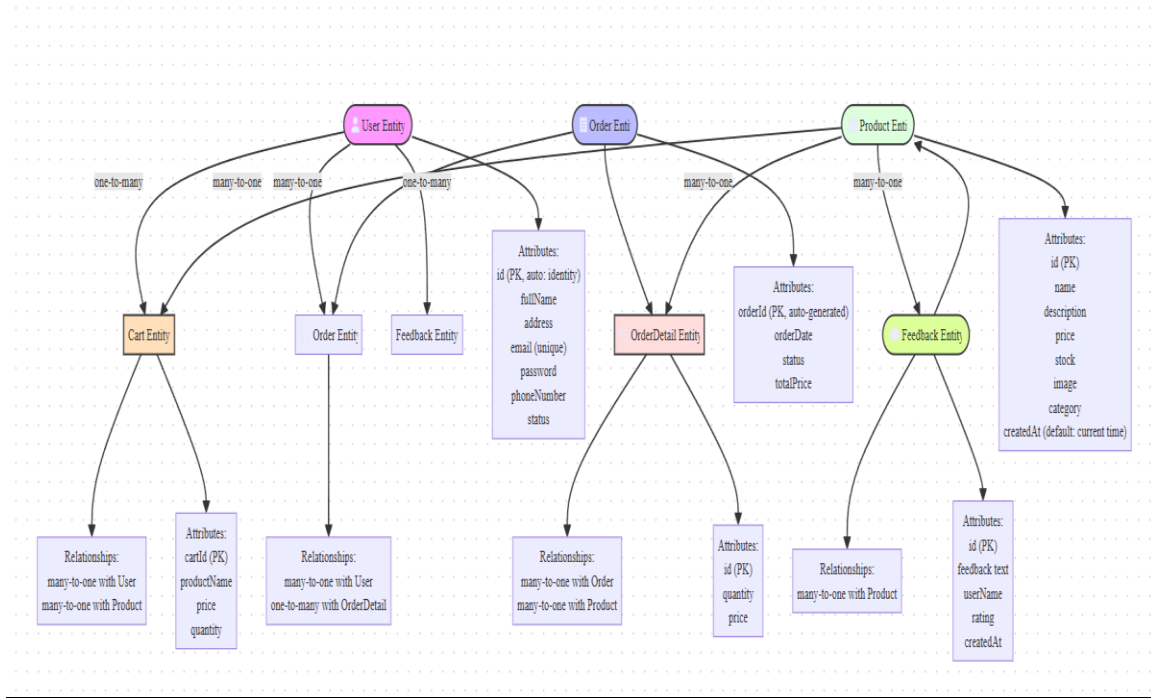 User Entity
Order Enti
Product Enti
one-to-many
many-to-one
many-to-one
one-to-many
many-to-one
many-to-one
Attributes:
id (PK, auto: identity)
fullName
address
email (unique)
password
phoneNumber
status
Attributes:
orderId (PK, auto-generated)
orderDate
status
totalPrice
Attributes:
id (PK)
name
description
price
stock
image
category
createdAt (default: current time)
Cart Entity
Order Entity
Feedback Entity
OrderDetail Entity
Feedback Entity
Relationships:
many-to-one with User
many-to-one with Product
Attributes:
cartId (PK)
productName
price
quantity
Relationships:
many-to-one with User
one-to-many with OrderDetail
Relationships:
many-to-one with Order
many-to-one with Product
Attributes:
id (PK)
quantity
price
Relationships:
many-to-one with Product
Attributes:
id (PK)
feedback text
userName
rating
createdAt